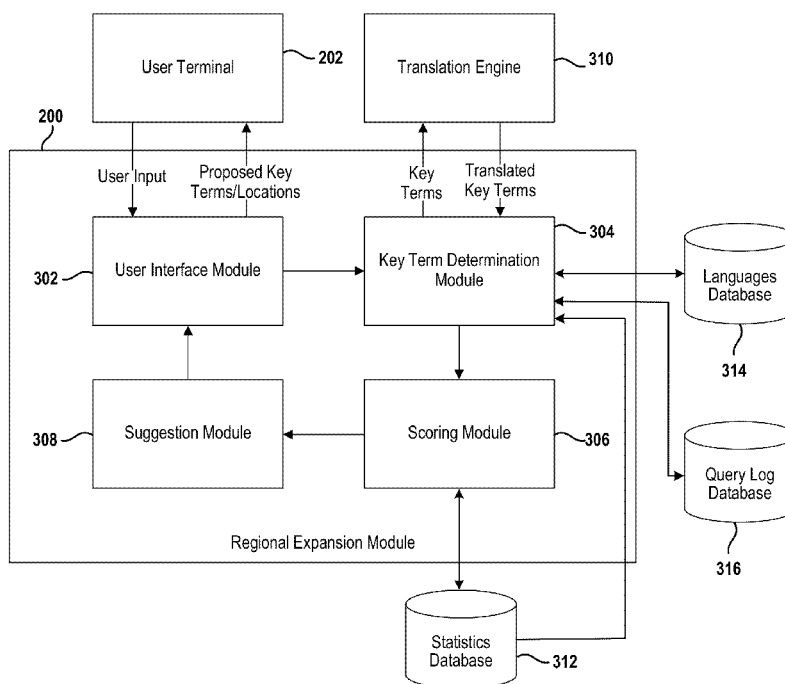 User Terminal
202
Translation Engine
310
200
User Input
Proposed Key
Terms/Locations
Key
Terms
Translated
Key Terms
302
User Interface Module
Key Term Determination
Module
304
Languages
Database
314
308
Suggestion Module
Scoring Module
306
Query Log
Database
316
Regional Expansion Module
Statistics
Database
312